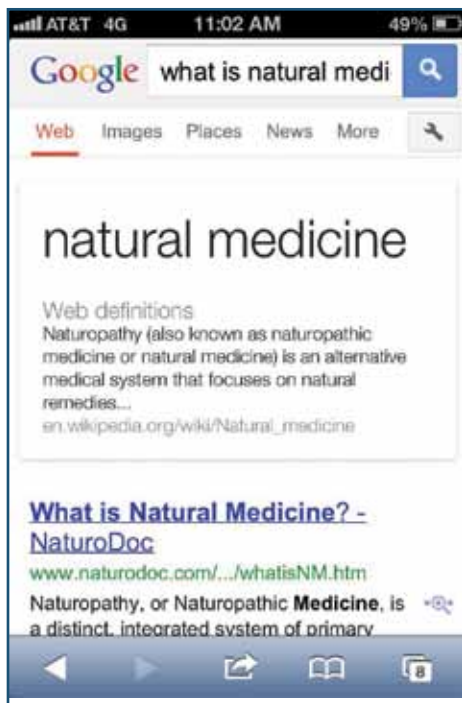 AT&T 4G 11:02 AM 49%
Google what is natural medi
Web Images Places News More
natural medicine
Web definitions
Naturopathy (also known as naturopathic
medicine or natural medicine) is an alternative
medical system that focuses on natural
remedies...
en.wikipedia.org/wiki/Natural_medicine
What is Natural Medicine? -
NaturoDoc
www.naturodoc.com/.../whatisNM.htm
Naturopathy, or Naturopathic Medicine, is
a distinct, integrated system of primary
8